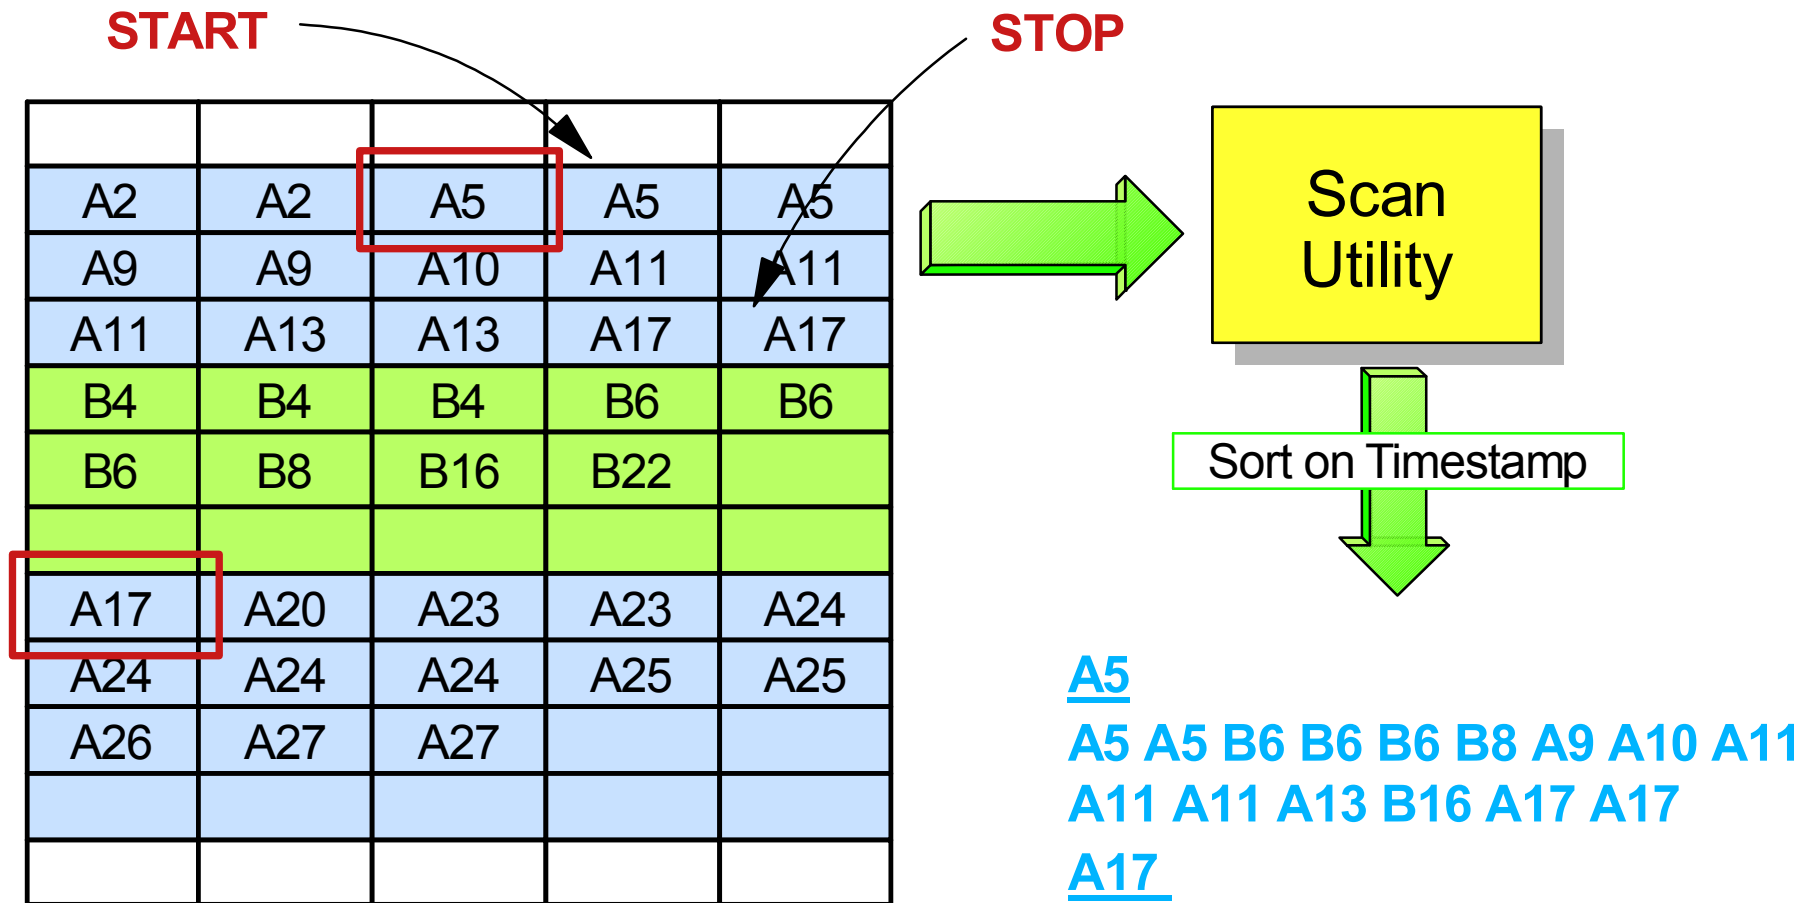 START
STOP
A2 A2 A5 A5 A5
A9 A9 A10 A11 A11
A11 A13 A13 A17 A17
B4 B4 B4 B6 B6
B6 B8 B16 B22
A17 A20 A23 A23 A24
A24 A24 A24 A25 A25
A26 A27 A27
Scan
Utility
Sort on Timestamp
A5
A5 A5 B6 B6 B6 B8 A9 A10 A11
A11 A11 A13 B16 A17 A17
A17